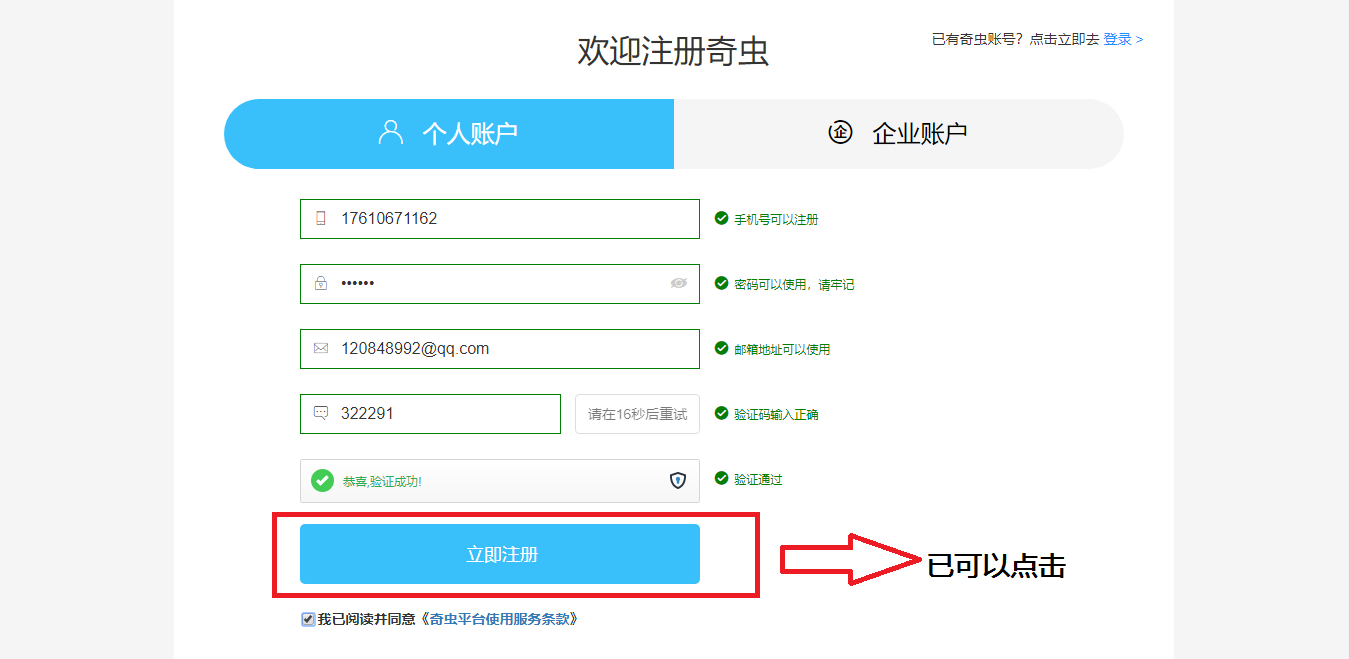 欢迎注册奇虫
已有奇虫账号？点击立即去 登录 >
个人账户
企业账户
17610671162
手机号可以注册
••••••
密码可以使用，请牢记
120848992@qq.com
邮箱地址可以使用
322291
请在16秒后重试
验证码输入正确
恭喜,验证成功!
验证通过
立即注册
已可以点击
我已阅读并同意《奇虫平台使用服务条款》